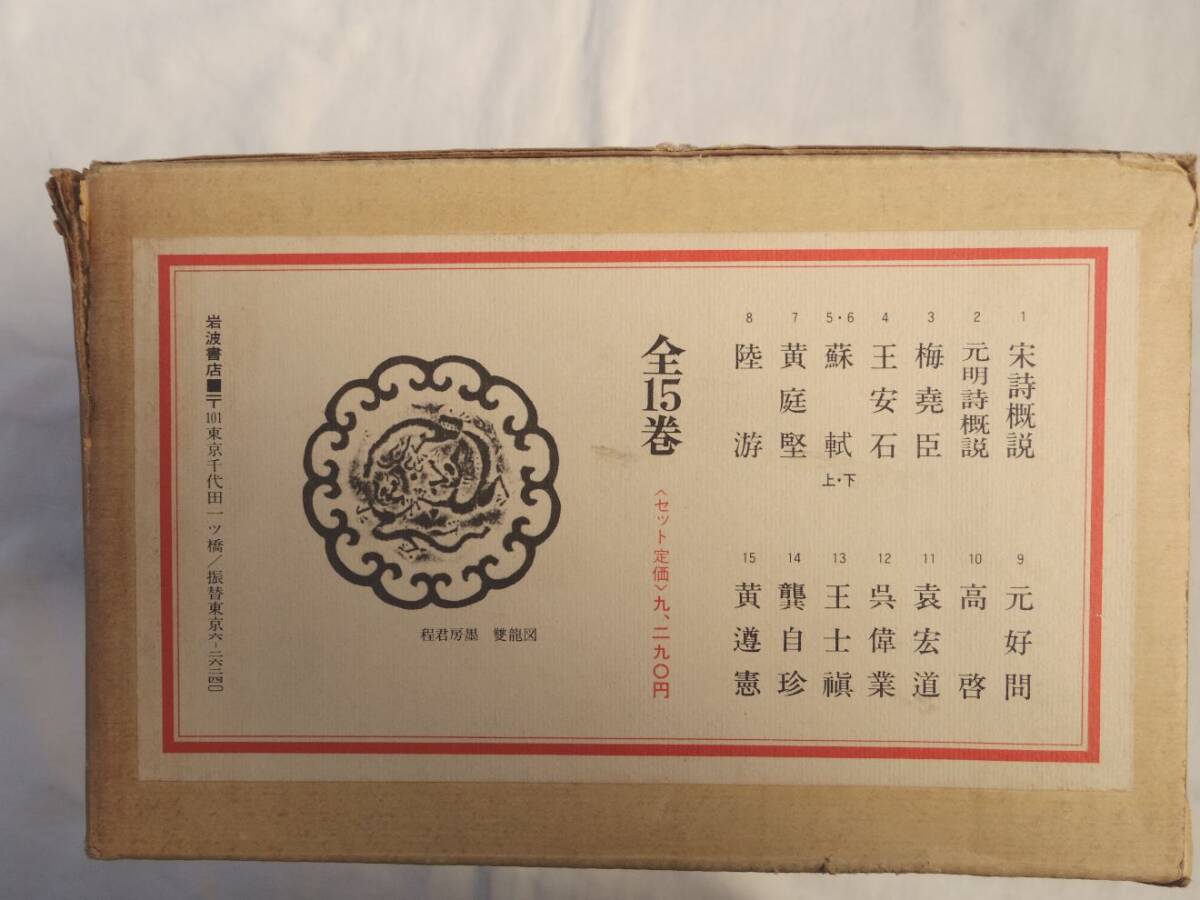 1 宋詩概説
2 元明詩概説
3 梅堯臣
4 王安石
5・6 蘇軾 上・下
7 黄庭堅
8 陸游
9 元好問
10 高啓
11 袁宏道
12 呉偉業
13 王士禛
14 龔自珍
15 黄遵憲
全15巻
〈セット定価〉九、二九〇円
程君房墨 雙龍図
岩波書店■〒101東京千代田一ツ橋/振替東京六-二六二四〇